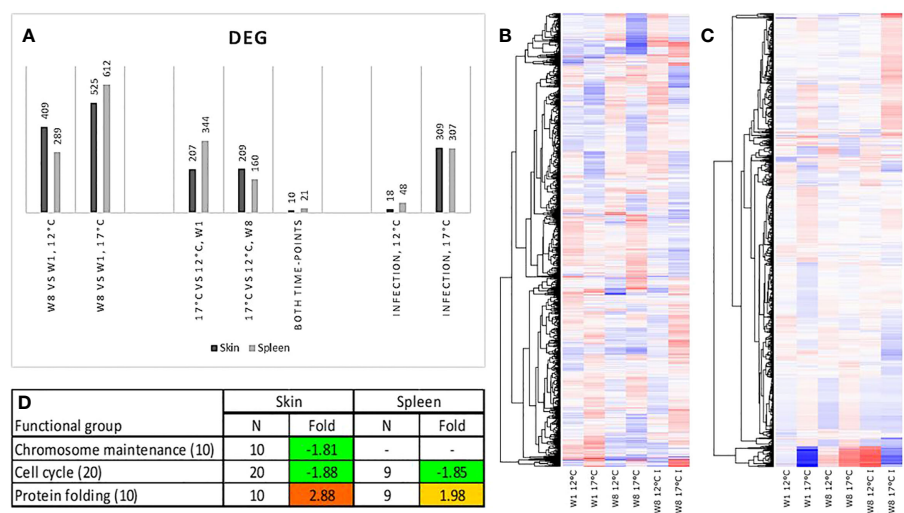 A
DEG
409
289
525
612
207
344
209
160
10
21
18
48
309
307
W8 VS W1, 12°C
W8 VS W1, 17°C
17°C VS 12°C, W1
17°C VS 12°C, W8
BOTH TIME-POINTS
INFECTION, 12°C
INFECTION, 17°C
Skin Spleen
B
W1 12°C
W1 17°C
W8 12°C
W8 17°C
W8 12°C I
W8 17°C I
C
W1 12°C
W1 17°C
W8 12°C
W8 17°C
W8 12°C I
W8 17°C I
D Skin Spleen
Functional group N Fold N Fold
Chromosome maintenance (10) 10 -1.81 - -
Cell cycle (20) 20 -1.88 9 -1.85
Protein folding (10) 10 2.88 9 1.98